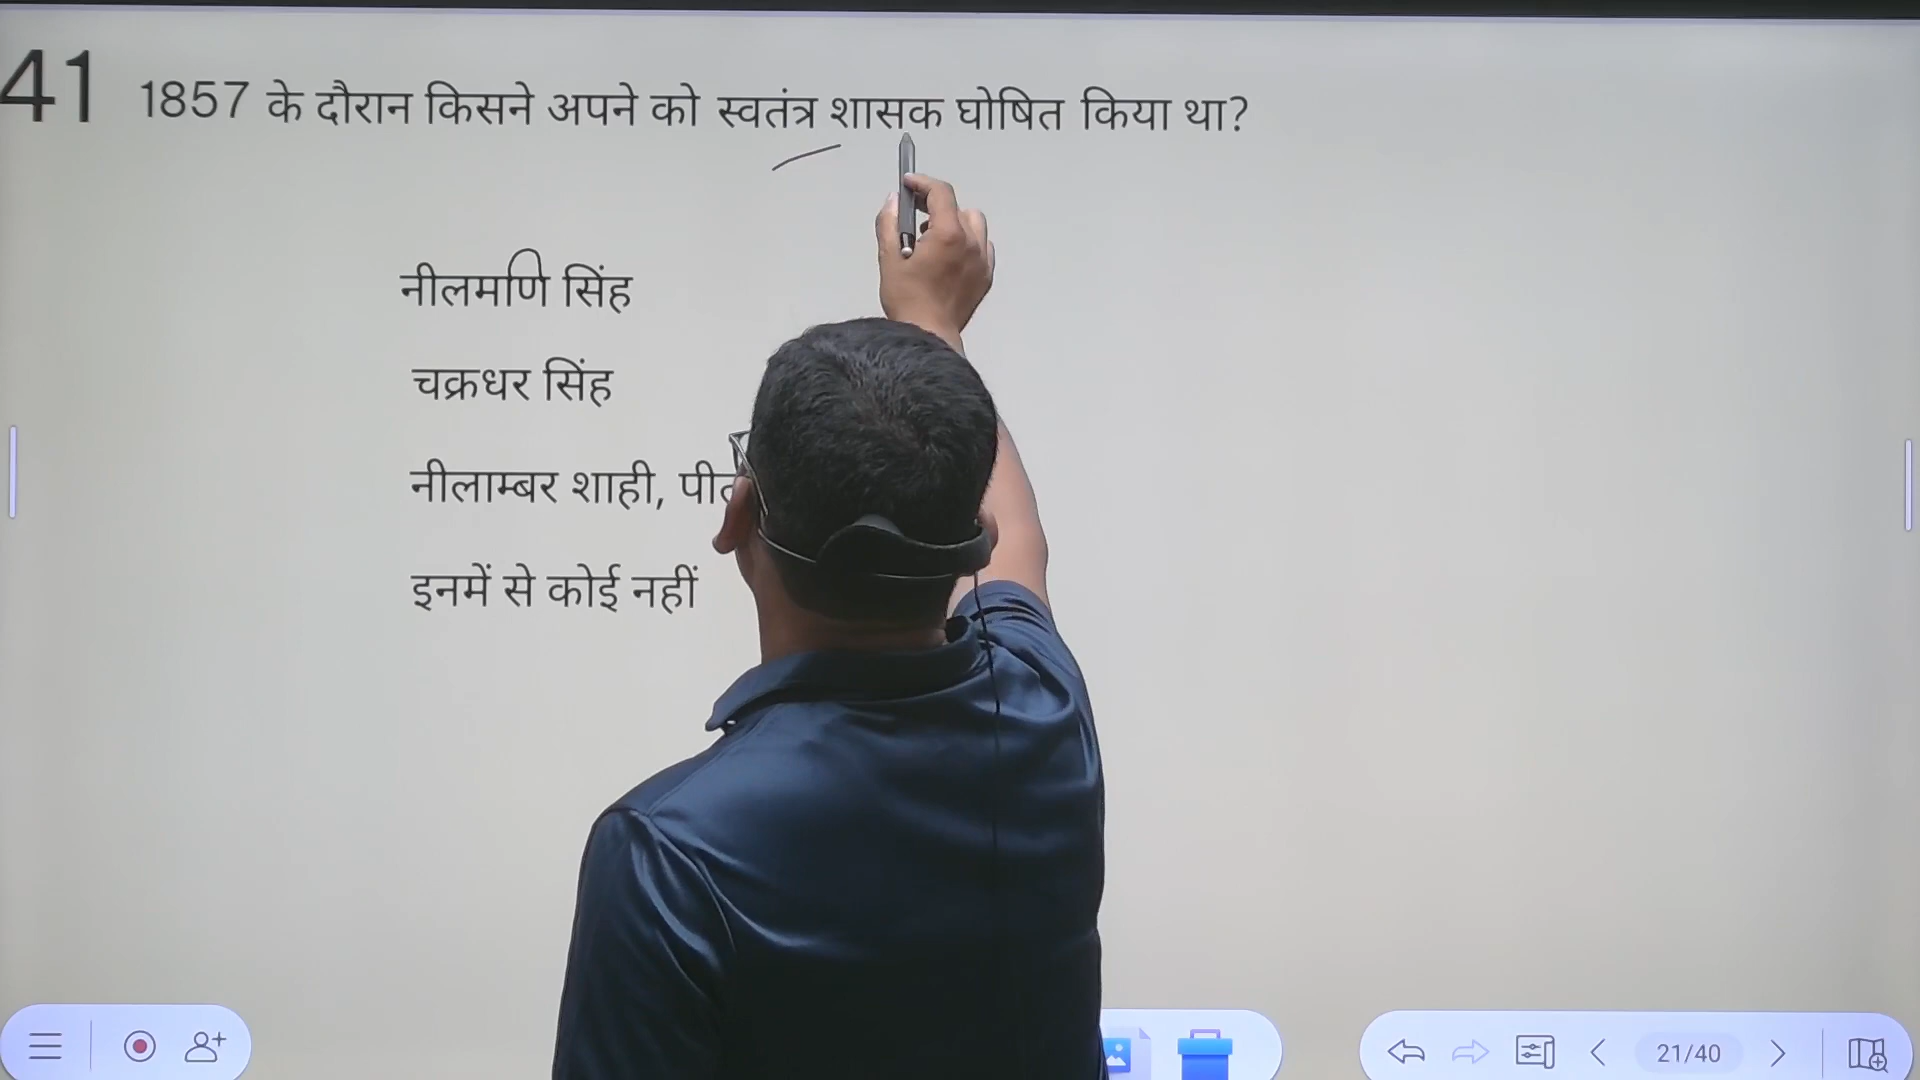 41 1857 के दौरान किसने अपने को स्वतंत्र शासक घोषित किया था?
नीलमणि सिंह
चक्रधर सिंह
नीलाम्बर शाही,
इनमें से कोई नहीं
21/40